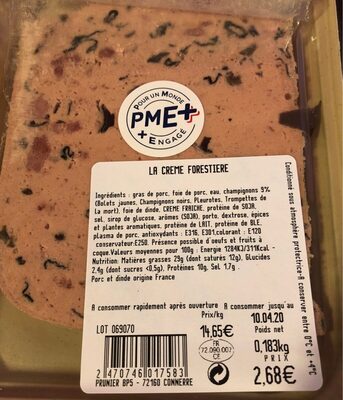 POUR UN MONDE
PME+
+ ENGAGÉ
LA CREME FORESTIERE
Ingrédients : gras de porc, foie de porc, eau, champignons 9%
(Bolets jaunes, Champignons noirs, Pleurotes, Trompettes de
la mort), foie de dinde, CREME FRAICHE, protéine de SOJA,
sel, sirop de glucose, arômes (SOJA), porto, dextrose, épices
et plantes aromatiques, protéine de LAIT, protéine de BLE,
plasma de porc, antioxydants : E316, E301,colorant : E120
conservateur:E250. Présence possible d'oeufs et fruits à
coque.Valeurs moyennes pour 100g : Energie 1284KJ/311Kcal -
Nutrition: Matières grasses 29g (dont saturés 12g), Glucides
2,4g (dont sucres <0,5g), Protéines 10g, Sel 1,7g
Porc et dinde origine France
Conditionné sous atmosphère protectrice-A conserver entre 0°c et +4°C
A consommer rapidement après ouverture
A consommer jusqu'au
LOT 069070
Prix/kg
10.04.20
14,65€
Poids net
FR
72.090.007
CE
0,183kg
PRIX
2,68€
2 470746 017583
PRUNIER BP5 - 72160 CONNERRE